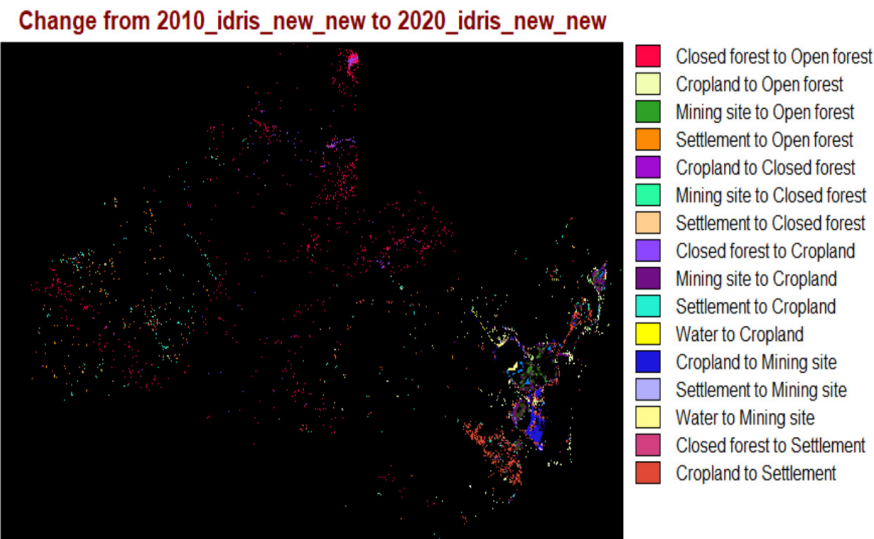 Change from 2010_idris_new_new to 2020_idris_new_new
Closed forest to Open forest
Cropland to Open forest
Mining site to Open forest
Settlement to Open forest
Cropland to Closed forest
Mining site to Closed forest
Settlement to Closed forest
Closed forest to Cropland
Mining site to Cropland
Settlement to Cropland
Water to Cropland
Cropland to Mining site
Settlement to Mining site
Water to Mining site
Closed forest to Settlement
Cropland to Settlement